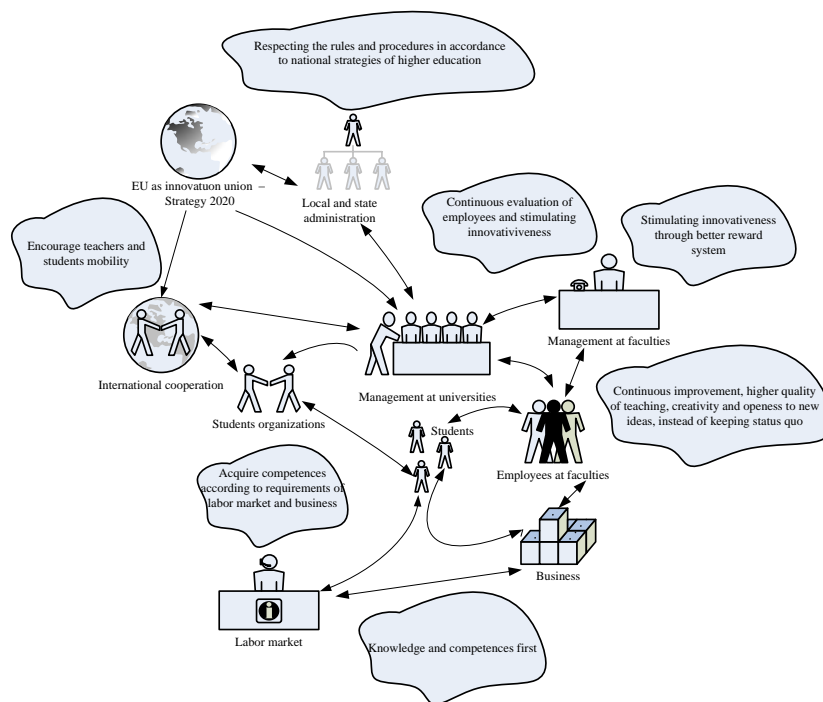 Respecting the rules and procedures in accordance
to national strategies of higher education
EU as innovatuon union –
Strategy 2020
Local and state
administration
Continuous evaluation of
employees and stimulating
innovativiveness
Stimulating innovativeness
through better reward
system
Encourage teachers and
students mobility
Management at faculties
International cooperation
Management at universities
Students organizations
Students
Continuous improvement, higher quality
of teaching, creativity and openess to new
ideas, instead of keeping status quo
Employees at faculties
Acquire competences
according to requirements of
labor market and business
Business
i
Labor market
Knowledge and competences first